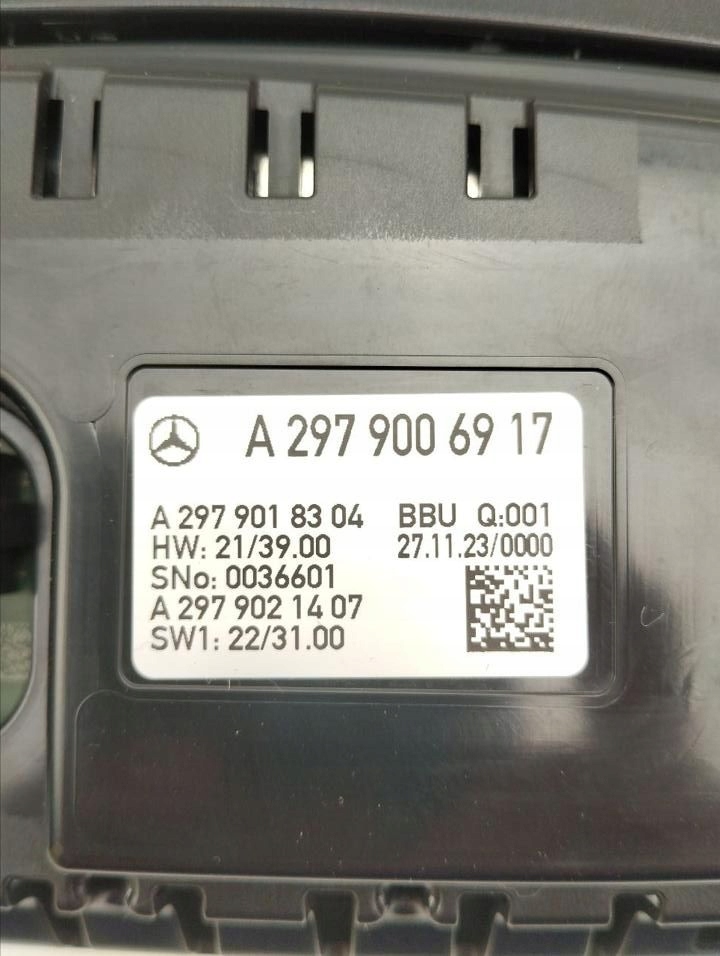 A 297 900 69 17
A 297 901 83 04 BBU Q:001
HW: 21/39.00 27.11.23/0000
SNo: 0036601
A 297 902 14 07
SW1: 22/31.00